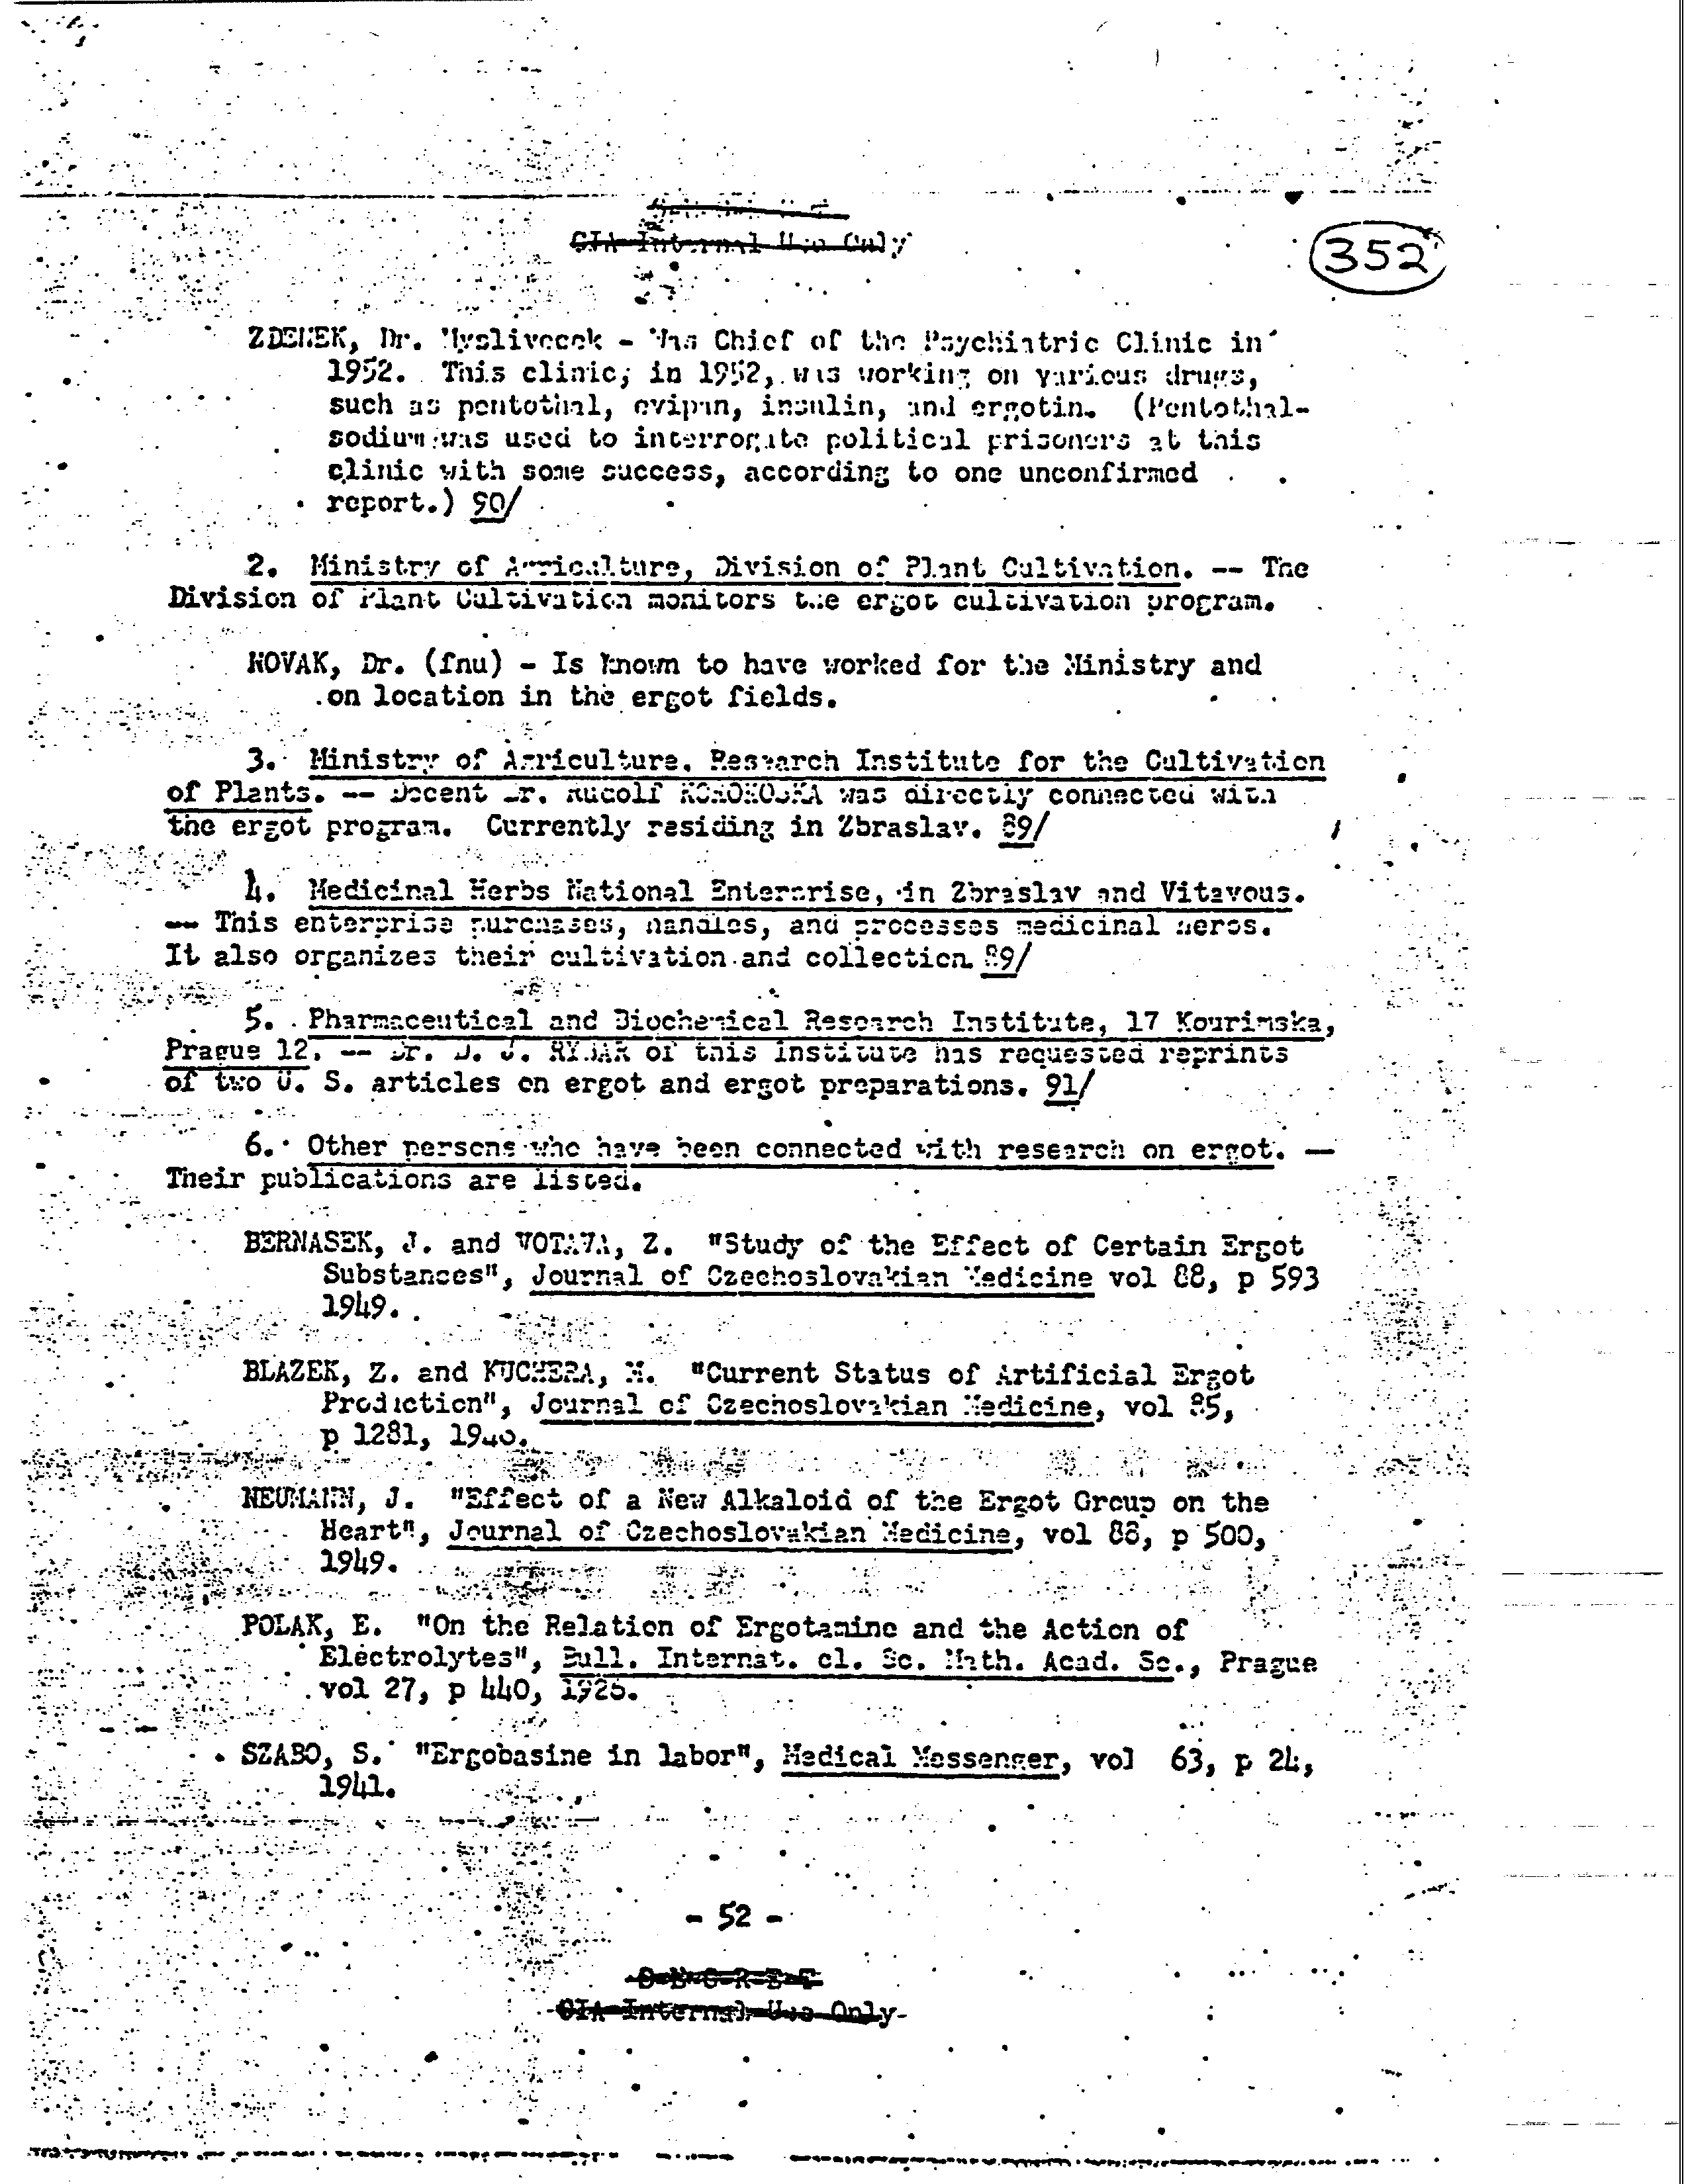 CIA Internal Use Only
352
ZDENEK, Dr. Myslivecek - Was Chief of the Psychiatric Clinic in
1952. This clinic, in 1952, was working on various drugs,
such as pentothal, evipan, insulin, and ergotin. (Pentothal-
sodium was used to interrogate political prisoners at this
clinic with some success, according to one unconfirmed
report.) 90/
2. Ministry of Agriculture, Division of Plant Cultivation. -- The
Division of Plant Cultivation monitors the ergot cultivation program.
NOVAK, Dr. (fnu) - Is known to have worked for the Ministry and
on location in the ergot fields.
3. Ministry of Agriculture, Research Institute for the Cultivation
of Plants. -- Docent Dr. Rudolf was directly connected with
the ergot program. Currently residing in Zbraslav. 89/
4. Medicinal Herbs National Enterprise, in Zbraslav and Vitavous.
-- This enterprise purchases, handles, and processes medicinal herbs.
It also organizes their cultivation and collection 89/
5. Pharmaceutical and Biochemical Research Institute, 17 Kourimska,
Prague 12. -- Dr. J. of this institute has requested reprints
of two U. S. articles on ergot and ergot preparations. 91/
6. Other persons who have been connected with research on ergot. --
Their publications are listed.
BERNASEK, J. and VOTAVA, Z. "Study of the Effect of Certain Ergot
Substances", Journal of Czechoslovakian Medicine vol 88, p 593
1949.
BLAZEK, Z. and KUCHERA, M. "Current Status of Artificial Ergot
Production", Journal of Czechoslovakian Medicine, vol 85,
p 1281,
NEUMANN, J. "Effect of a New Alkaloid of the Ergot Group on the
Heart", Journal of Czechoslovakian Medicine, vol 88, p 500,
1949.
POLAK, E. "On the Relation of Ergotamine and the Action of
Electrolytes", Bull. Internat. cl. Sc. Math. Acad. Sc., Prague
vol 27, p 440,
SZABO, S. "Ergobasine in labor", Medical Messenger, vol 63, p 24,
1941.
- 52 -
S-E-C-R-E-T
CIA Internal Use Only